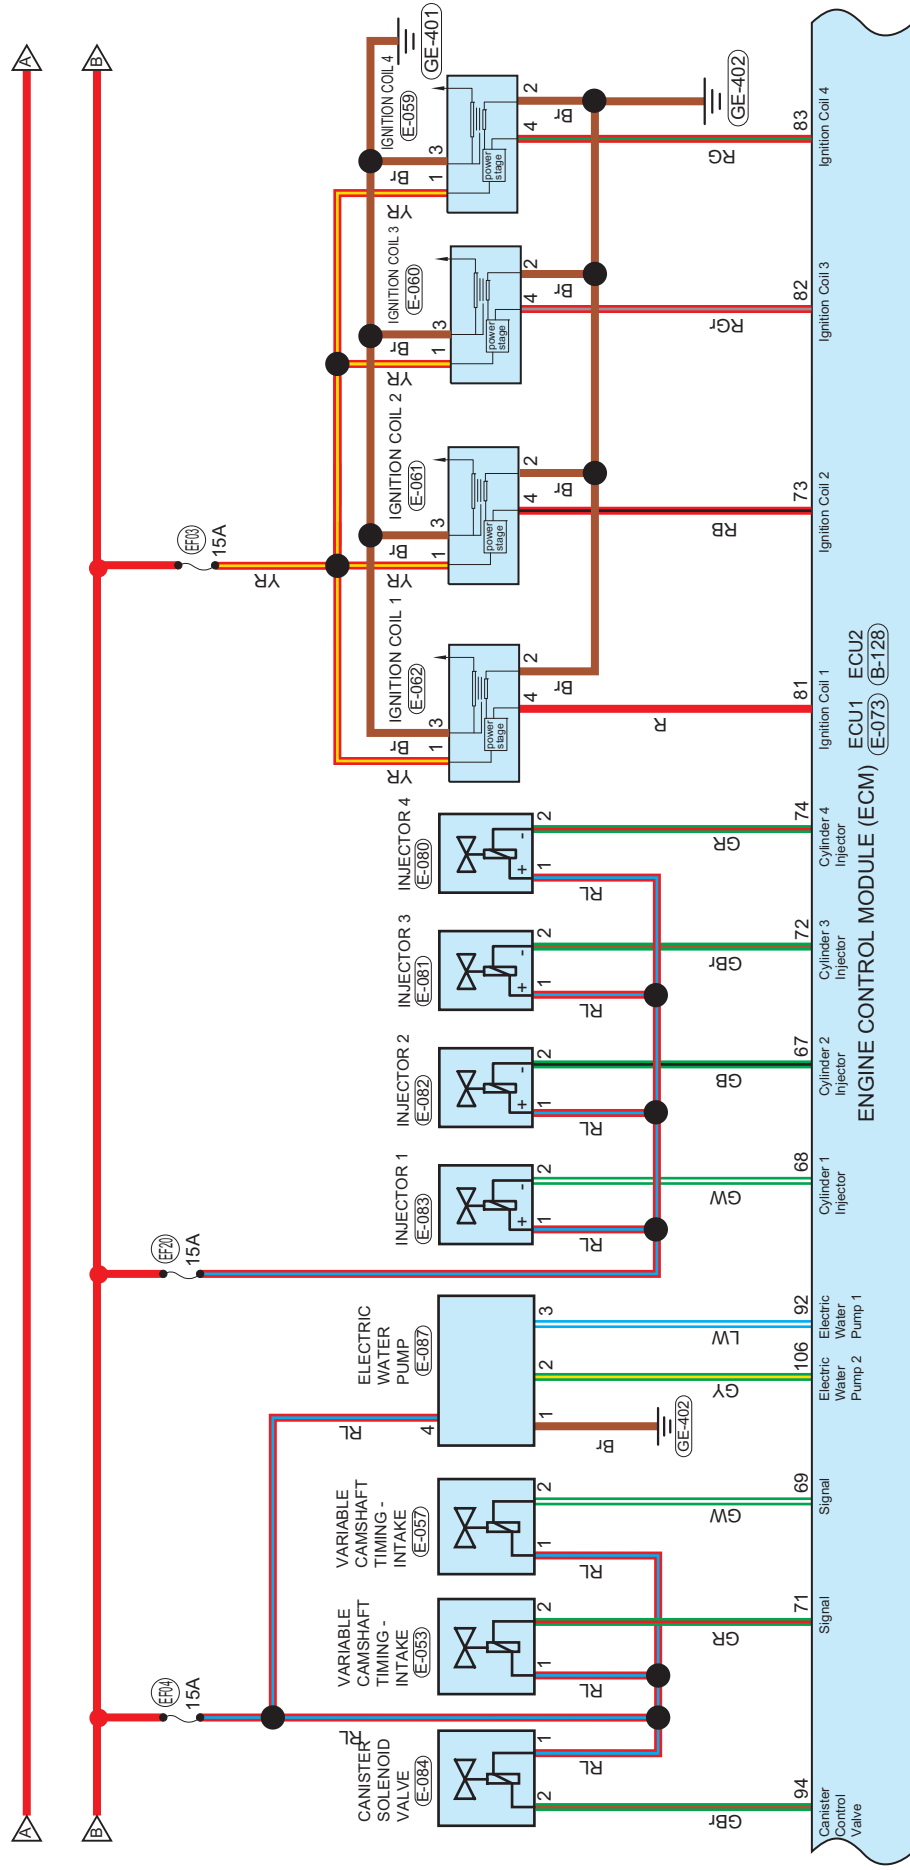 A
B
A
B
EF04
15A
RL
RL
EF20
15A
EF03
15A
YR
CANISTER
SOLENOID
VALVE
E-084
2
1
GBr
RL
VARIABLE
CAMSHAFT
TIMING -
INTAKE
E-053
1
2
RL
GR
VARIABLE
CAMSHAFT
TIMING -
INTAKE
E-057
1
2
RL
GW
ELECTRIC
WATER
PUMP
E-087
4
1
2
3
Br
GY
LW
GE-402
INJECTOR 1
E-083
+
-
1
2
RL
GW
INJECTOR 2
E-082
+
-
1
2
RL
GB
INJECTOR 3
E-081
+
-
1
2
RL
GBr
INJECTOR 4
E-080
+
-
1
2
RL
GR
IGNITION COIL 1
E-062
YR
Br
1
3
power
stage
4
2
R
Br
IGNITION COIL 2
E-061
YR
Br
1
3
power
stage
4
2
RB
Br
IGNITION COIL 3
E-060
YR
Br
1
3
power
stage
4
2
RGr
Br
IGNITION COIL 4
E-059
YR
Br
1
3
power
stage
4
2
RG
Br
GE-401
GE-402
94
71
69
106
92
68
67
72
74
81
73
82
83
Canister
Control
Valve
Signal
Signal
Electric
Water
Pump 2
Electric
Water
Pump 1
Cylinder 1
Injector
Cylinder 2
Injector
Cylinder 3
Injector
Cylinder 4
Injector
Ignition Coil 1
Ignition Coil 2
Ignition Coil 3
Ignition Coil 4
ENGINE CONTROL MODULE (ECM)
ECU1
E-073
ECU2
B-128